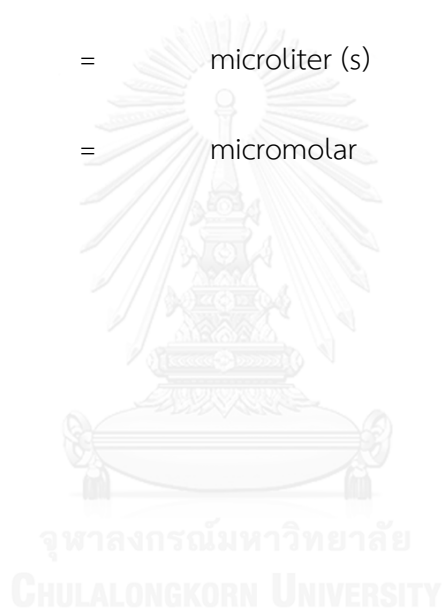 = microliter (s)
= micromolar
จุฬาลงกรณ์มหาวิทยาลัย
CHULALONGKORN UNIVERSITY